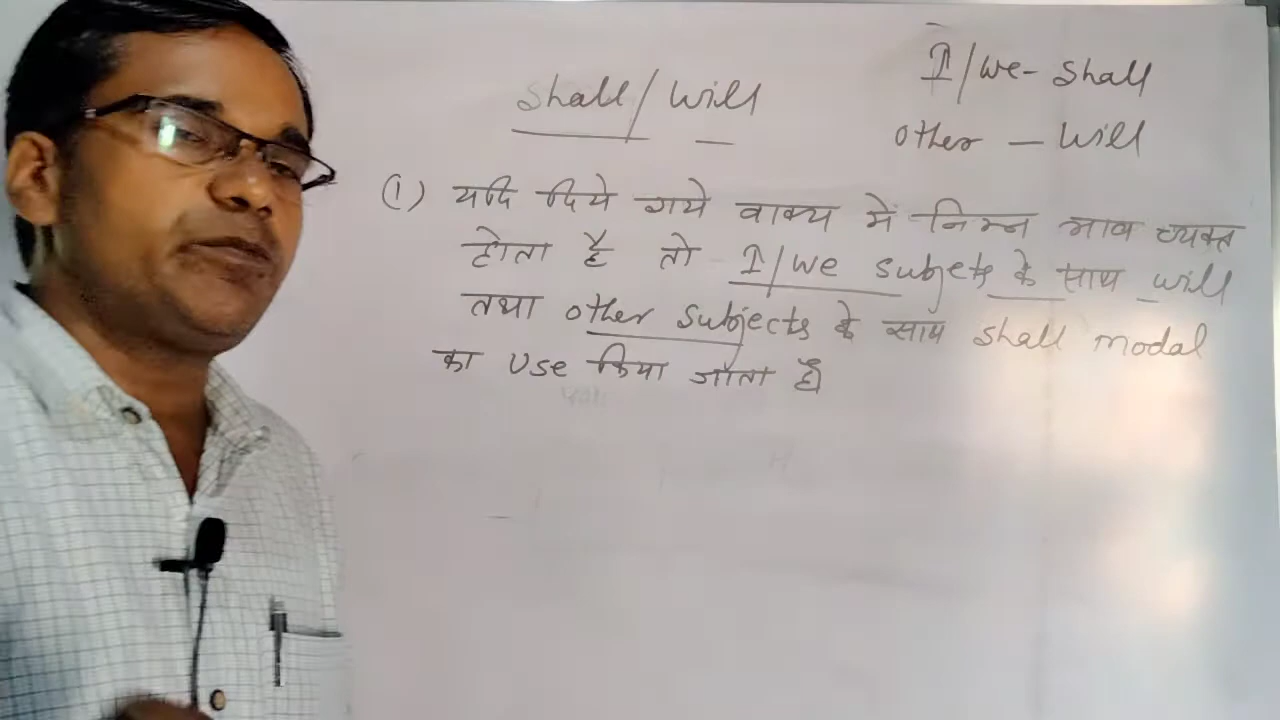 Shall / Will
I/We - Shall
Other - Will
(1) यदि दिये गये वाक्य में निम्न भाव व्यक्त
होता है तो I/We subjects के साथ will
तथा other subjects के साथ shall modal
का Use किया जाता है।